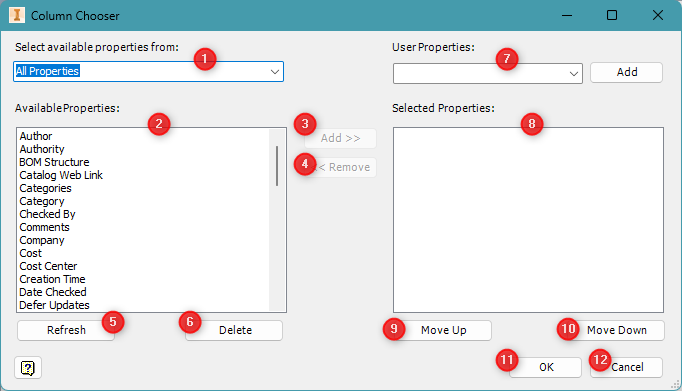 Column Chooser
Select available properties from:
1
All Properties
User Properties:
7
Add
Available Properties:
2
Author
Authority
BOM Structure
Catalog Web Link
Categories
Category
Checked By
Comments
Company
Cost
Cost Center
Creation Time
Date Checked
Defer Updates
3
Add >>
4
< Remove
Selected Properties:
8
5
Refresh
6
Delete
9
Move Up
10
Move Down
?
11
OK
12
Cancel